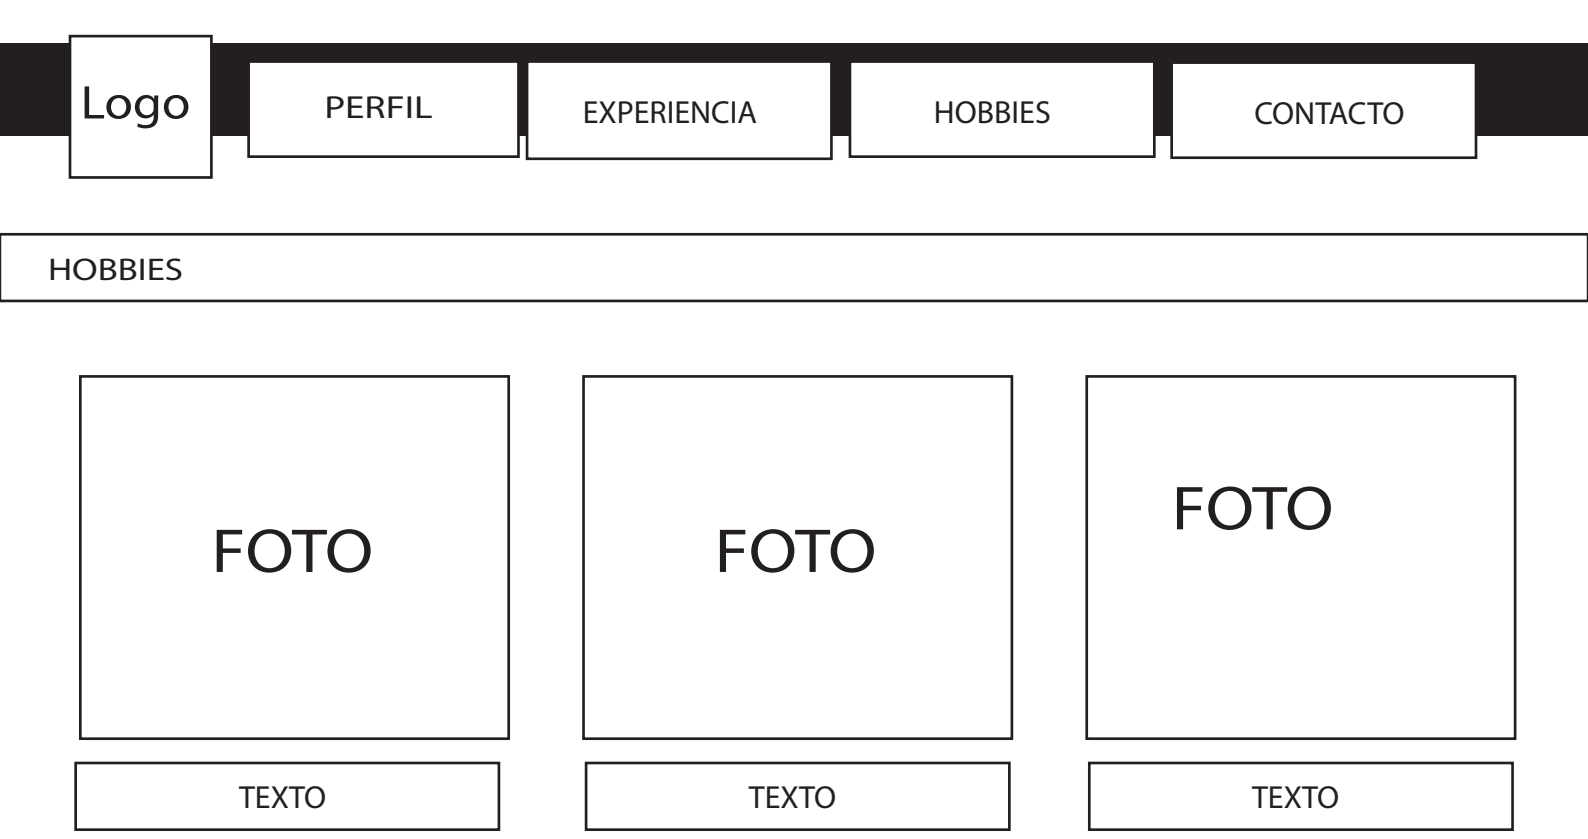 Logo
PERFIL
EXPERIENCIA
HOBBIES
CONTACTO
HOBBIES
FOTO
FOTO
FOTO
TEXTO
TEXTO
TEXTO